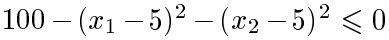 100 − (x₁ − 5)² − (x₂ − 5)² ⩽ 0